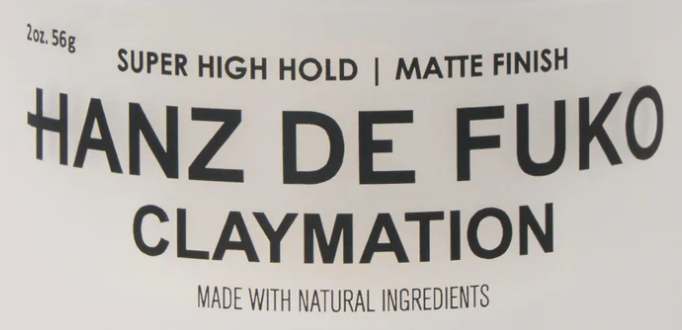 2oz. 56g
SUPER HIGH HOLD | MATTE FINISH
HANZ DE FUKO
CLAYMATION
MADE WITH NATURAL INGREDIENTS